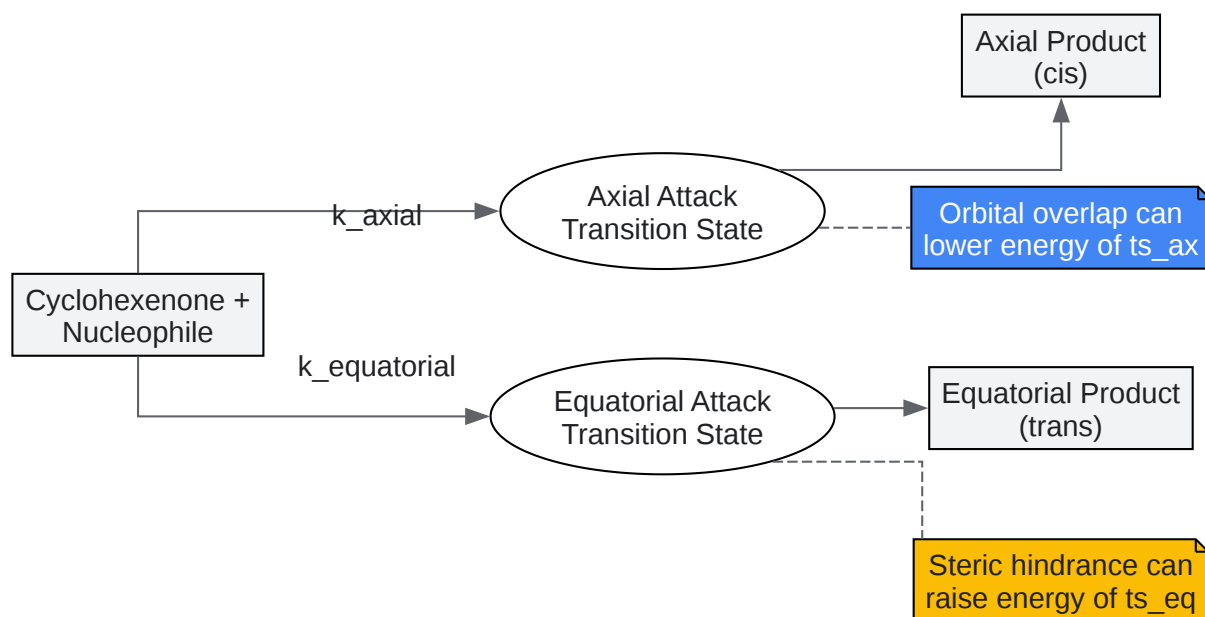 Axial Product
(cis)
Axial Attack
Transition State
k_axial
Orbital overlap can
lower energy of ts_ax
Cyclohexenone +
Nucleophile
k_equatorial
Equatorial Attack
Transition State
Equatorial Product
(trans)
Steric hindrance can
raise energy of ts_eq